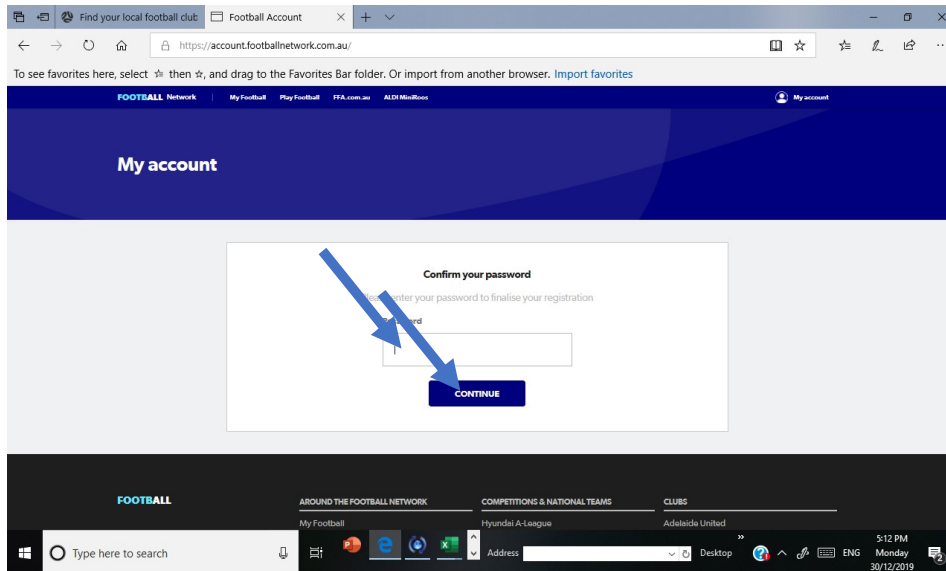 Find your local football club
Football Account
https://account.footballnetwork.com.au/
To see favorites here, select ☆ then ☆, and drag to the Favorites Bar folder. Or import from another browser. Import favorites
FOOTBALL Network | My Football Play Football FFA.com.au ALDI MiniRoos My account
My account
Confirm your password
enter your password to finalise your registration
CONTINUE
FOOTBALL
AROUND THE FOOTBALL NETWORK COMPETITIONS & NATIONAL TEAMS CLUBS
My Football Hyundai A-League Adelaide United
Type here to search Address Desktop ENG
5:12 PM
Monday
30/12/2019
2